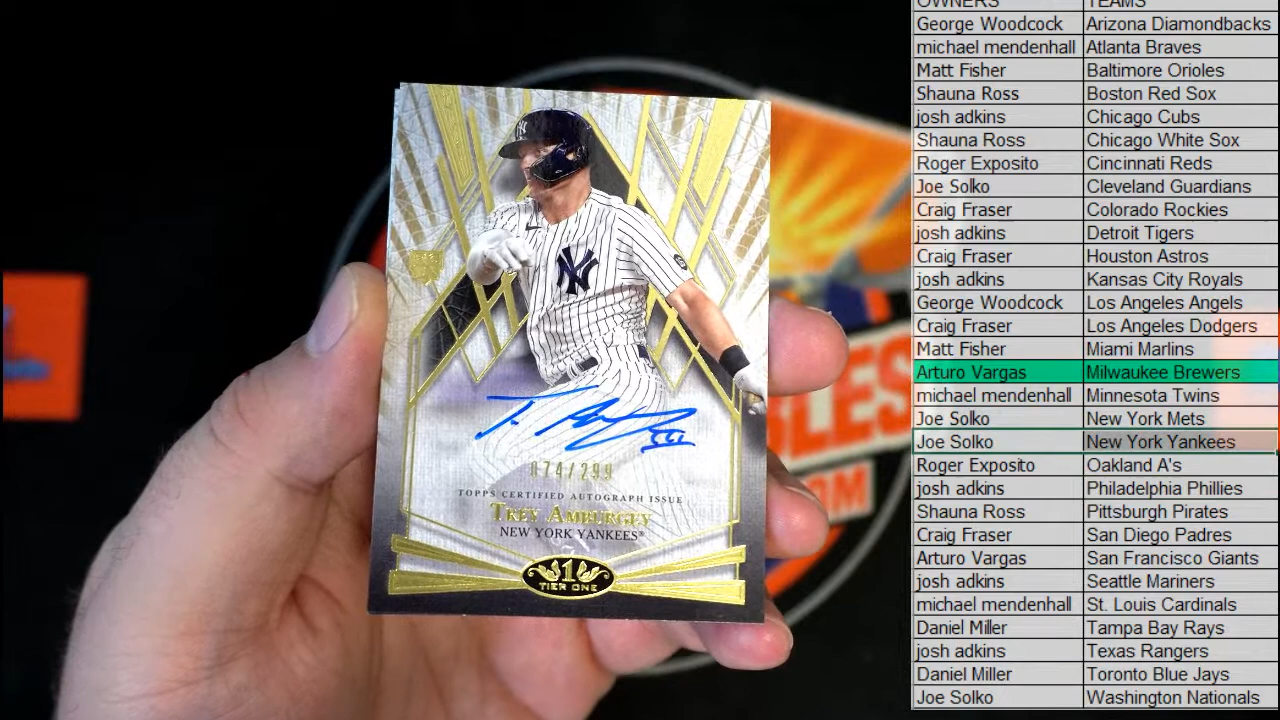 OWNERS TEAMS
George Woodcock Arizona Diamondbacks
michael mendenhall Atlanta Braves
Matt Fisher Baltimore Orioles
Shauna Ross Boston Red Sox
josh adkins Chicago Cubs
Shauna Ross Chicago White Sox
Roger Exposito Cincinnati Reds
Joe Solko Cleveland Guardians
Craig Fraser Colorado Rockies
josh adkins Detroit Tigers
Craig Fraser Houston Astros
josh adkins Kansas City Royals
George Woodcock Los Angeles Angels
Craig Fraser Los Angeles Dodgers
Matt Fisher Miami Marlins
Arturo Vargas Milwaukee Brewers
michael mendenhall Minnesota Twins
Joe Solko New York Mets
Joe Solko New York Yankees
Roger Exposito Oakland A's
josh adkins Philadelphia Phillies
Shauna Ross Pittsburgh Pirates
Craig Fraser San Diego Padres
Arturo Vargas San Francisco Giants
josh adkins Seattle Mariners
michael mendenhall St. Louis Cardinals
Daniel Miller Tampa Bay Rays
josh adkins Texas Rangers
Daniel Miller Toronto Blue Jays
Joe Solko Washington Nationals
NY
074/299
TOPPS CERTIFIED AUTOGRAPH ISSUE
TREY AMBURGEY
NEW YORK YANKEES®
1
TIER ONE